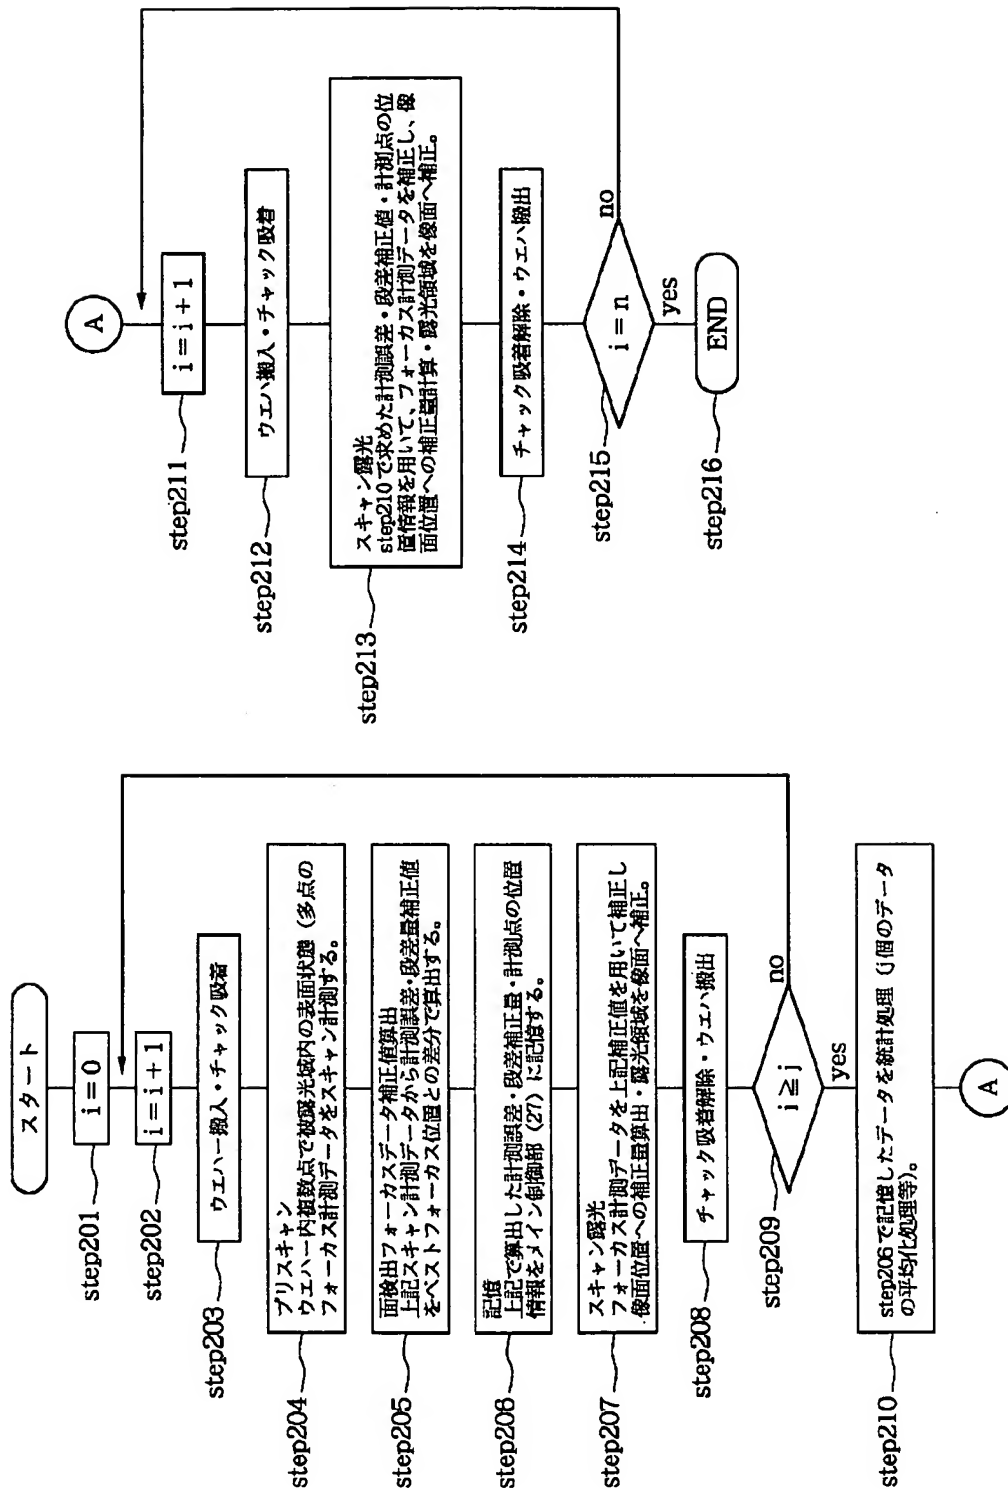 スタート
step201
i = 0
step202
i = i + 1
step203
ウエハー搬入・チャック吸着
step204
プリスキャン
ウエハー内複数点で被露光域内の表面状態（多点の
フォーカス計測データをスキャン計測する。
step205
面検出フォーカスデータ補正値算出
上記スキャン計測データから計測誤差・段差量補正値
をベストフォーカス位置との差分で算出する。
step206
記憶
上記で算出した計測誤差・段差補正量・計測点の位置
情報をメイン制御部（27）に記憶する。
step207
スキャン露光
フォーカス計測データを上記補正値を用いて補正し
像面位置への補正量算出・露光領域を像面へ補正。
step208
チャック吸着解除・ウエハ搬出
step209
i ≧ j
no
yes
step210
step206で記憶したデータを統計処理（j個のデータ
の平均化処理等）。
A
A
step211
i = i + 1
step212
ウエハ搬入・チャック吸着
step213
スキャン露光
step210で求めた計測誤差・段差補正値・計測点の位
置情報を用いて、フォーカス計測データを補正し、像
面位置への補正量計算・露光領域を像面へ補正。
step214
チャック吸着解除・ウエハ搬出
step215
i = n
no
yes
step216
END